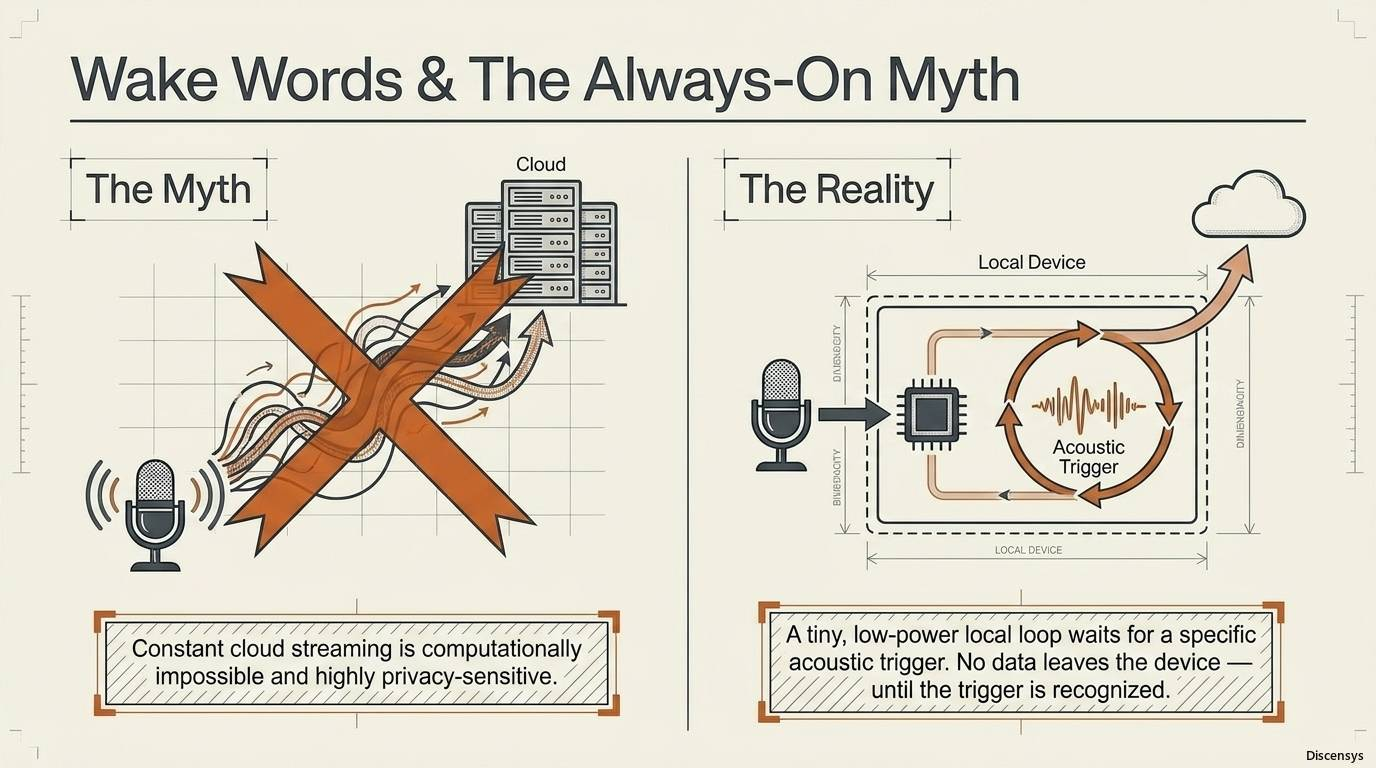 Wake Words & The Always-On Myth
The Myth
Cloud
Constant cloud streaming is computationally
impossible and highly privacy-sensitive.
The Reality
Local Device
Acoustic
Trigger
LOCAL DEVICE
A tiny, low-power local loop waits for a specific
acoustic trigger. No data leaves the device —
until the trigger is recognized.
Discensys